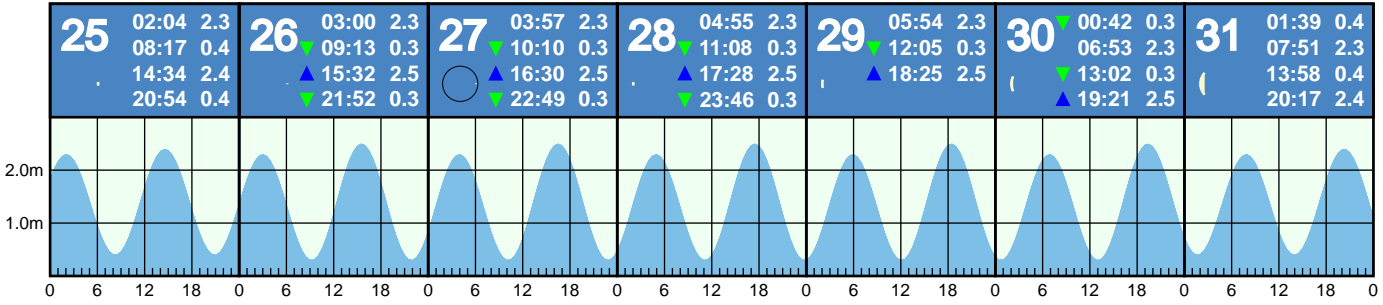 25
02:04 2.3
08:17 0.4
14:34 2.4
20:54 0.4
26
03:00 2.3
▼ 09:13 0.3
▲ 15:32 2.5
▼ 21:52 0.3
27
03:57 2.3
▼ 10:10 0.3
▲ 16:30 2.5
▼ 22:49 0.3
28
04:55 2.3
▼ 11:08 0.3
▲ 17:28 2.5
▼ 23:46 0.3
29
05:54 2.3
▼ 12:05 0.3
▲ 18:25 2.5
30
▼ 00:42 0.3
06:53 2.3
▼ 13:02 0.3
▲ 19:21 2.5
31
01:39 0.4
07:51 2.3
13:58 0.4
20:17 2.4
2.0m
1.0m
0 6 12 18 0 6 12 18 0 6 12 18 0 6 12 18 0 6 12 18 0 6 12 18 0 6 12 18 0